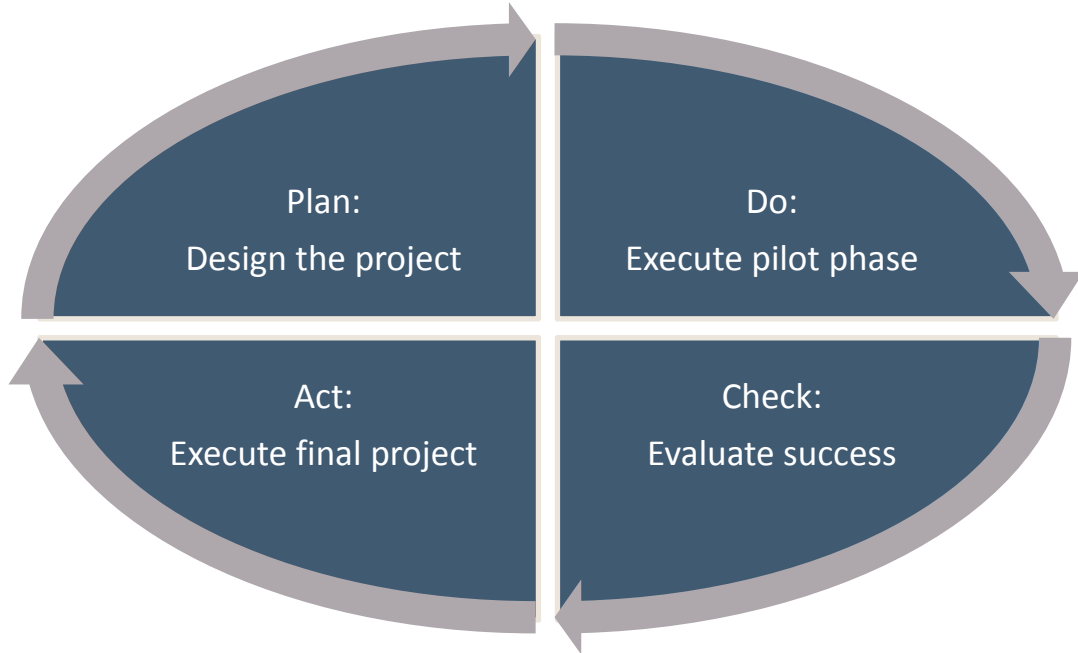 Plan:
Design the project
Do:
Execute pilot phase
Act:
Execute final project
Check:
Evaluate success